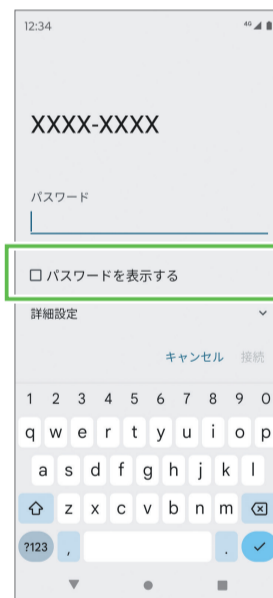 12:34 4G
XXXX-XXXX
パスワード
パスワードを表示する
詳細設定
キャンセル 接続
1 2 3 4 5 6 7 8 9 0
q w e r t y u i o p
a s d f g h j k l
z x c v b n m
?123 , .